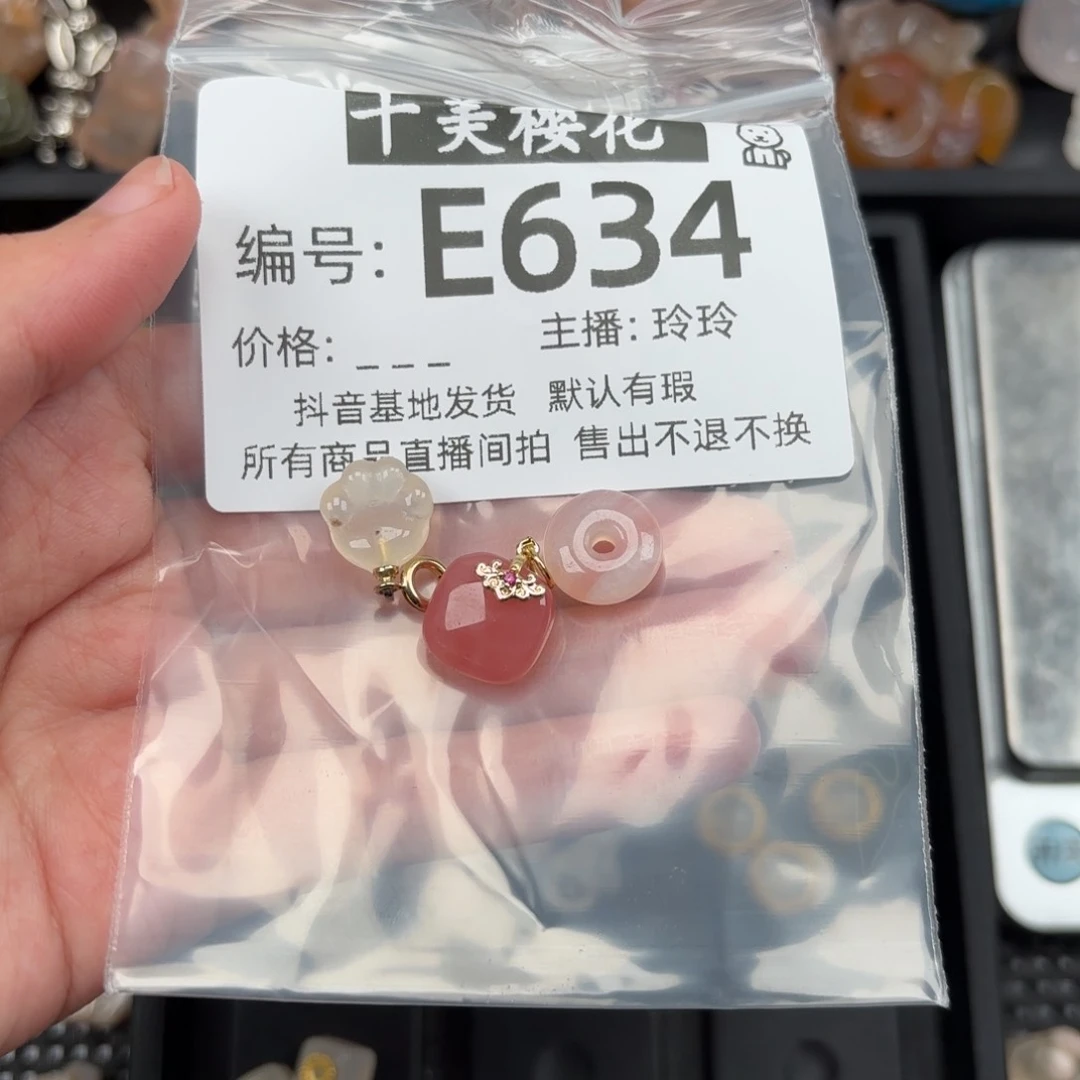 十美樱花
编号: E634
价格: _ _ _ 主播: 玲玲
抖音基地发货 默认有瑕
所有商品直播间拍 售出不退不换